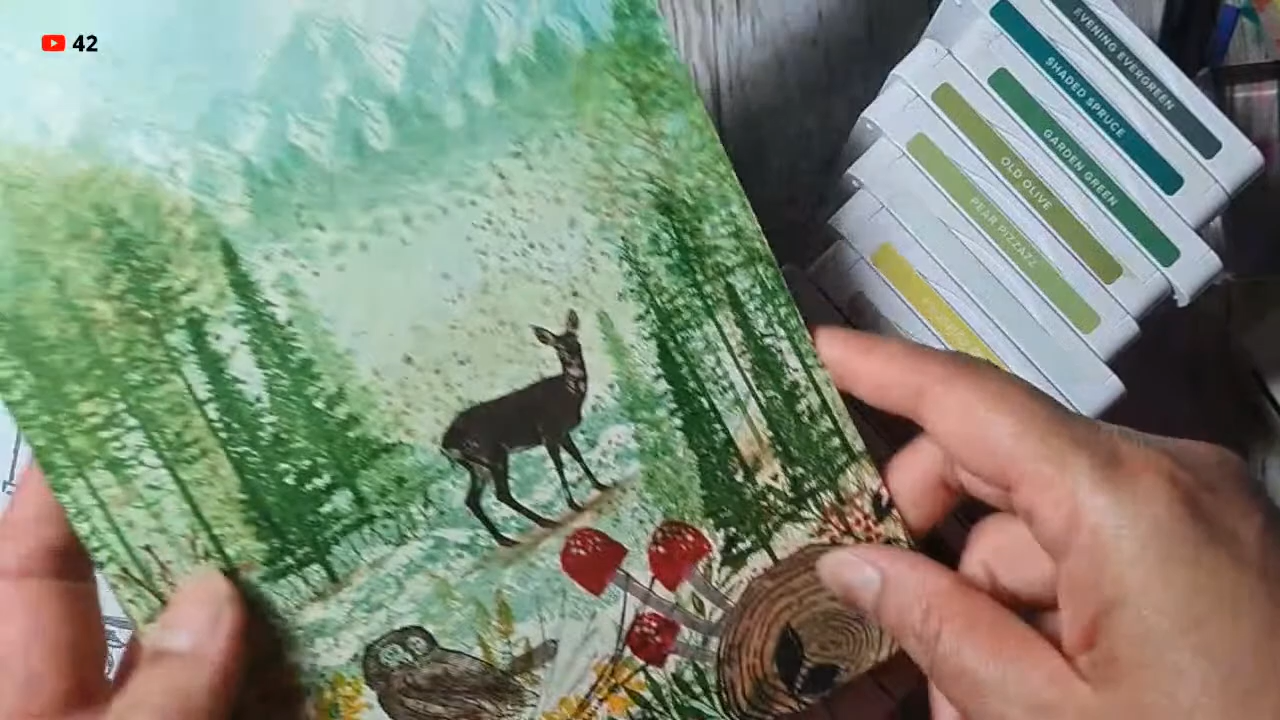 42
EVENING EVERGREEN
SHADED SPRUCE
GARDEN GREEN
OLD OLIVE
PEAR PIZZAZZ